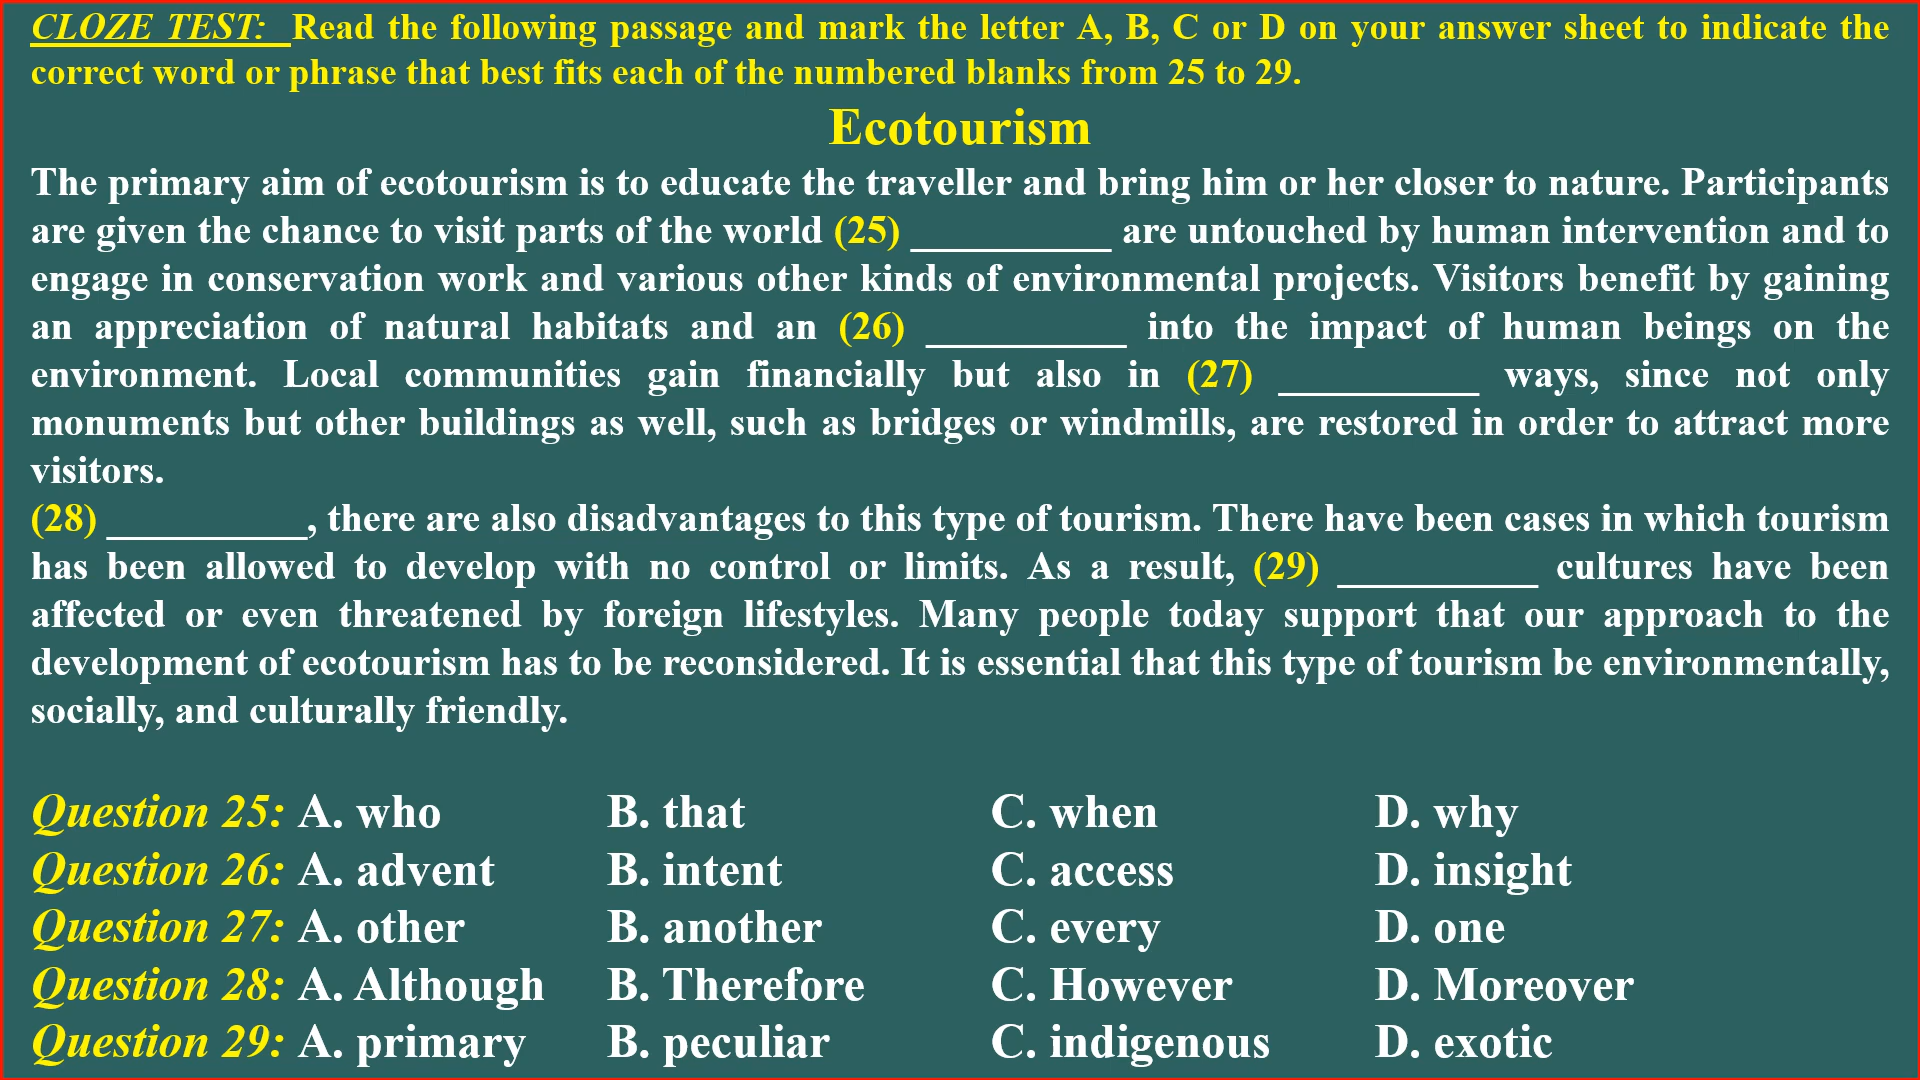 CLOZE TEST: Read the following passage and mark the letter A, B, C or D on your answer sheet to indicate the
correct word or phrase that best fits each of the numbered blanks from 25 to 29.
Ecotourism
The primary aim of ecotourism is to educate the traveller and bring him or her closer to nature. Participants
are given the chance to visit parts of the world (25) __________ are untouched by human intervention and to
engage in conservation work and various other kinds of environmental projects. Visitors benefit by gaining
an appreciation of natural habitats and an (26) __________ into the impact of human beings on the
environment. Local communities gain financially but also in (27) __________ ways, since not only
monuments but other buildings as well, such as bridges or windmills, are restored in order to attract more
visitors.
(28) __________, there are also disadvantages to this type of tourism. There have been cases in which tourism
has been allowed to develop with no control or limits. As a result, (29) __________ cultures have been
affected or even threatened by foreign lifestyles. Many people today support that our approach to the
development of ecotourism has to be reconsidered. It is essential that this type of tourism be environmentally,
socially, and culturally friendly.
Question 25: A. who B. that C. when D. why
Question 26: A. advent B. intent C. access D. insight
Question 27: A. other B. another C. every D. one
Question 28: A. Although B. Therefore C. However D. Moreover
Question 29: A. primary B. peculiar C. indigenous D. exotic